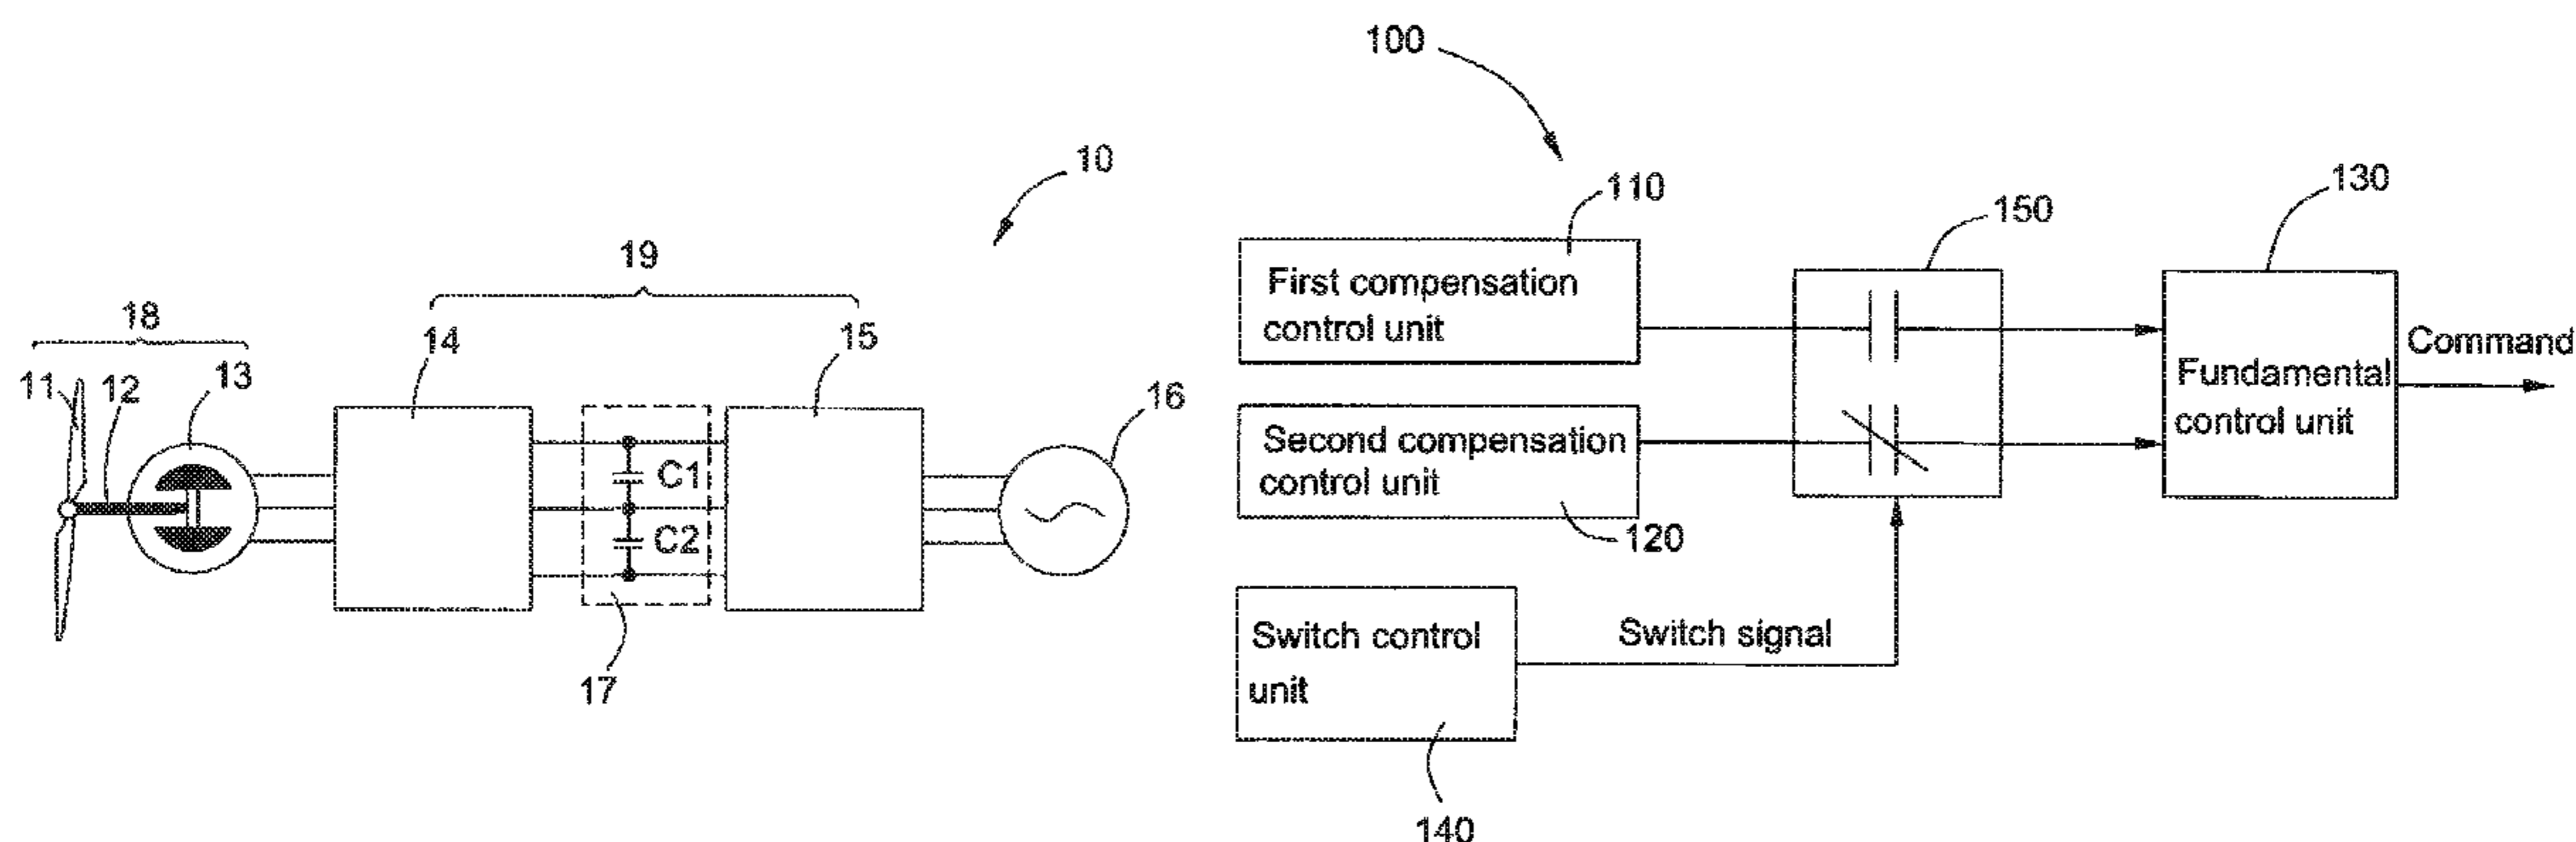 10
19
18
14
15
11
12
13
16
C1
C2
17
100
110
150
130
First compensation
control unit
Second compensation
control unit
120
Fundamental
control unit
Command
Switch control
unit
Switch signal
140